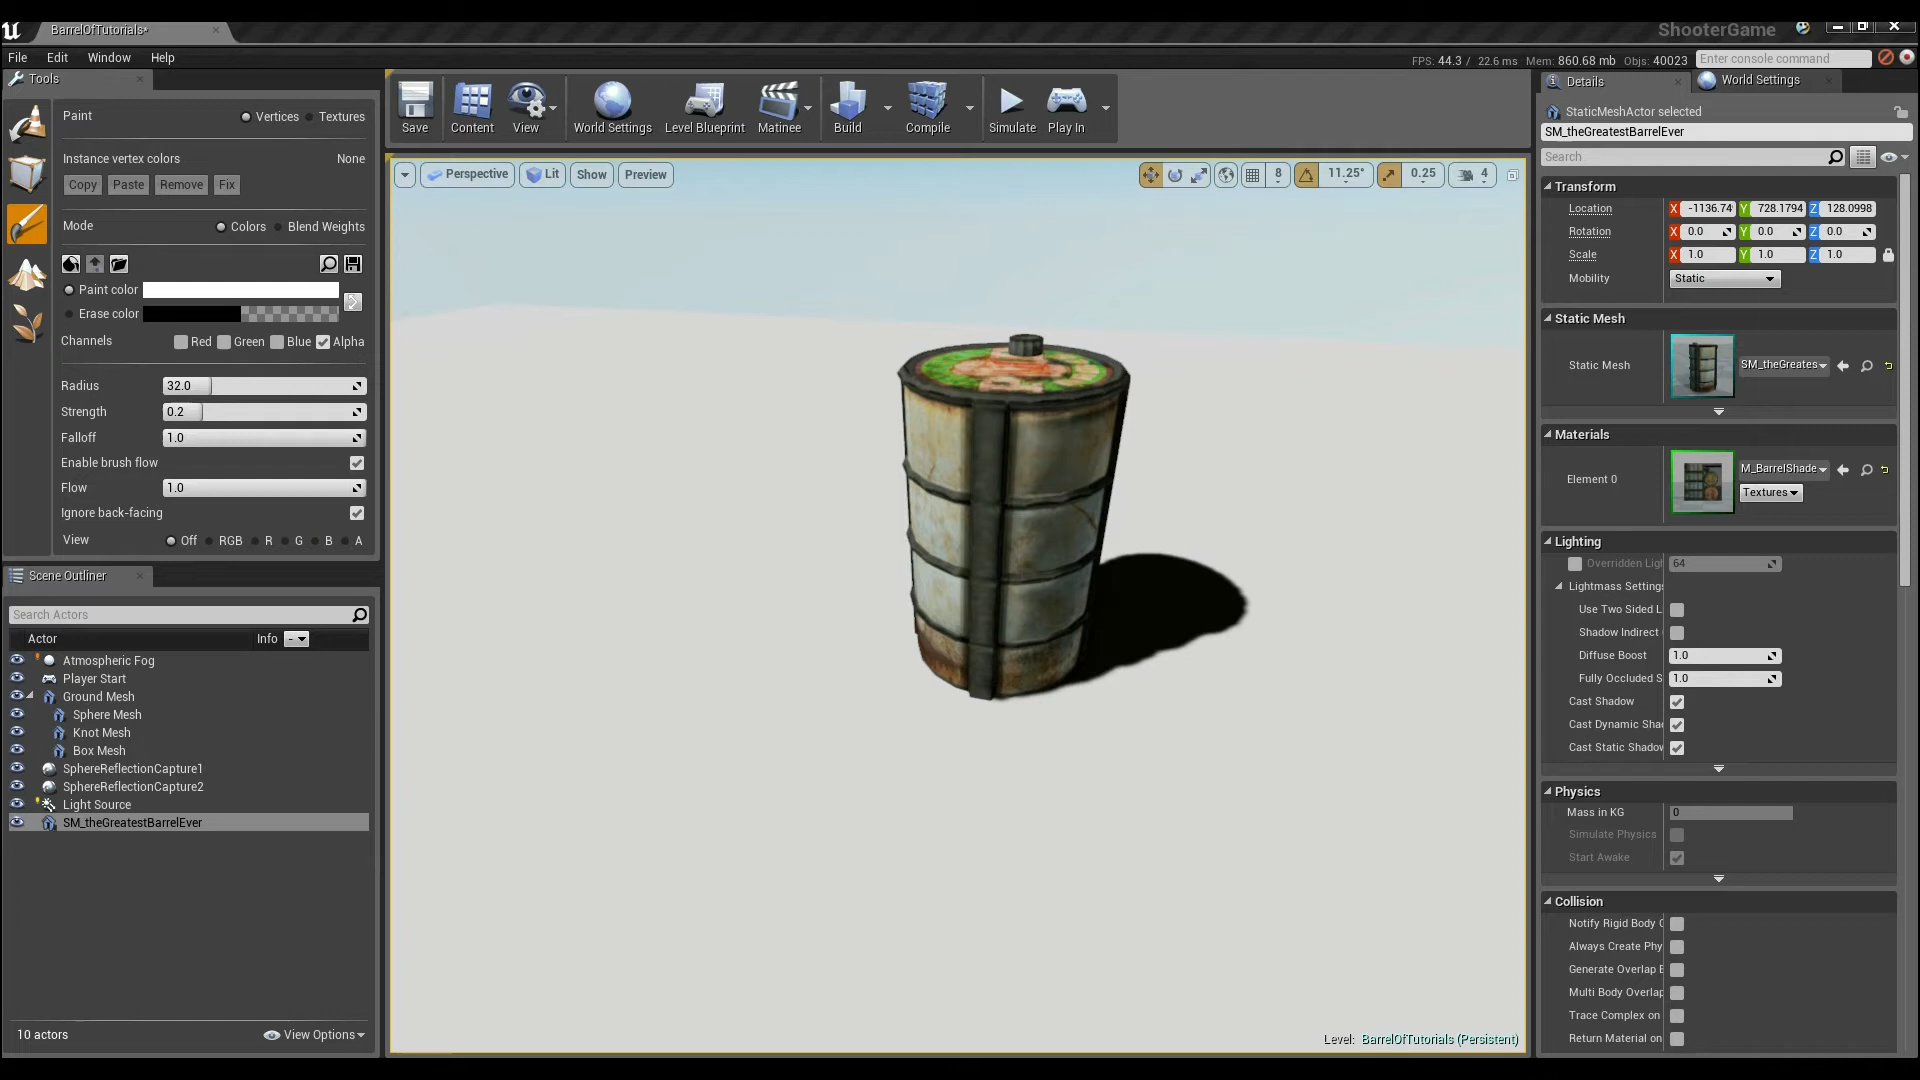 BarrelOfTutorials*
ShooterGame
File Edit Window Help
FPS: 44.3 / 22.6 ms Mem: 860.68 mb Objs: 40023
Enter console command
Tools
Paint
Vertices Textures
Instance vertex colors None
Copy Paste Remove Fix
Mode Colors Blend Weights
Paint color
Erase color
Channels Red Green Blue Alpha
Radius 32.0
Strength 0.2
Falloff 1.0
Enable brush flow
Flow 1.0
Ignore back-facing
View Off RGB R G B A
Scene Outliner
Search Actors
Actor Info -
Atmospheric Fog
Player Start
Ground Mesh
Sphere Mesh
Knot Mesh
Box Mesh
SphereReflectionCapture1
SphereReflectionCapture2
Light Source
SM_theGreatestBarrelEver
10 actors View Options
Save Content View World Settings Level Blueprint Matinee Build Compile Simulate Play In
Perspective Lit Show Preview
8 11.25° 0.25 4
Level: BarrelOfTutorials (Persistent)
Details World Settings
StaticMeshActor selected
SM_theGreatestBarrelEver
Search
Transform
Location X -1136.74 Y 728.1794 Z 128.0998
Rotation X 0.0 Y 0.0 Z 0.0
Scale X 1.0 Y 1.0 Z 1.0
Mobility Static
Static Mesh
Static Mesh SM_theGreates
Materials
Element 0 M_BarrelShade
Textures
Lighting
Overridden Ligh 64
Lightmass Settings
Use Two Sided L
Shadow Indirect
Diffuse Boost 1.0
Fully Occluded S 1.0
Cast Shadow
Cast Dynamic Shad
Cast Static Shadow
Physics
Mass in KG 0
Simulate Physics
Start Awake
Collision
Notify Rigid Body C
Always Create Phy
Generate Overlap E
Multi Body Overlap
Trace Complex on
Return Material on